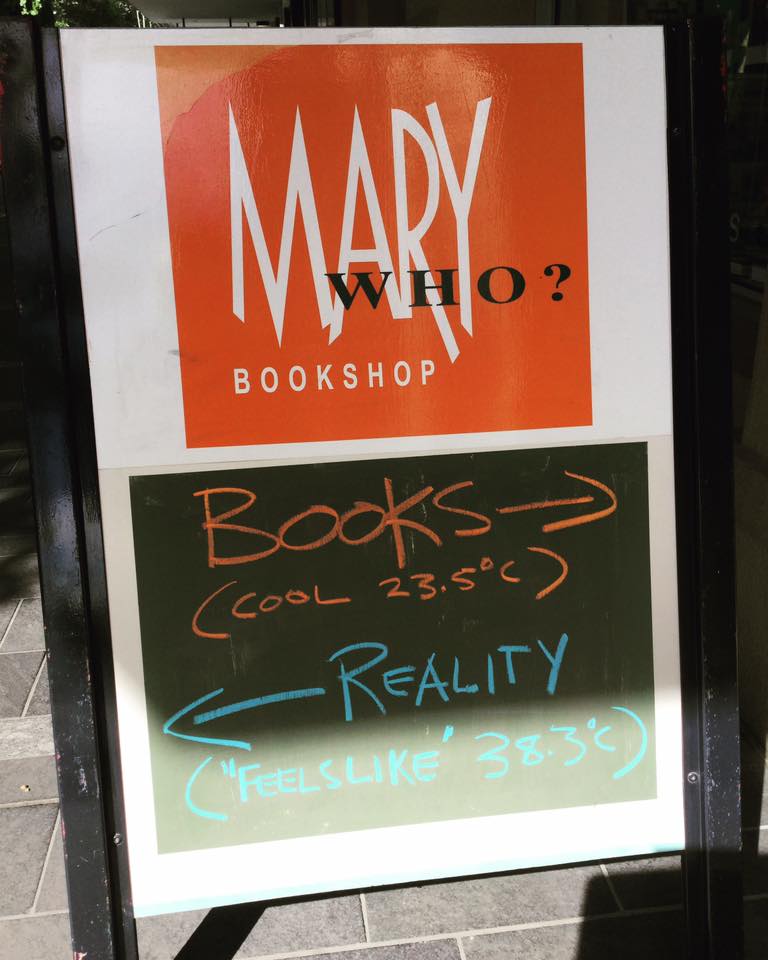 MARY
WHO?
BOOKSHOP
BOOKS →
(COOL 23.5°C)
← REALITY
("FEELSLIKE" 38.3°C)